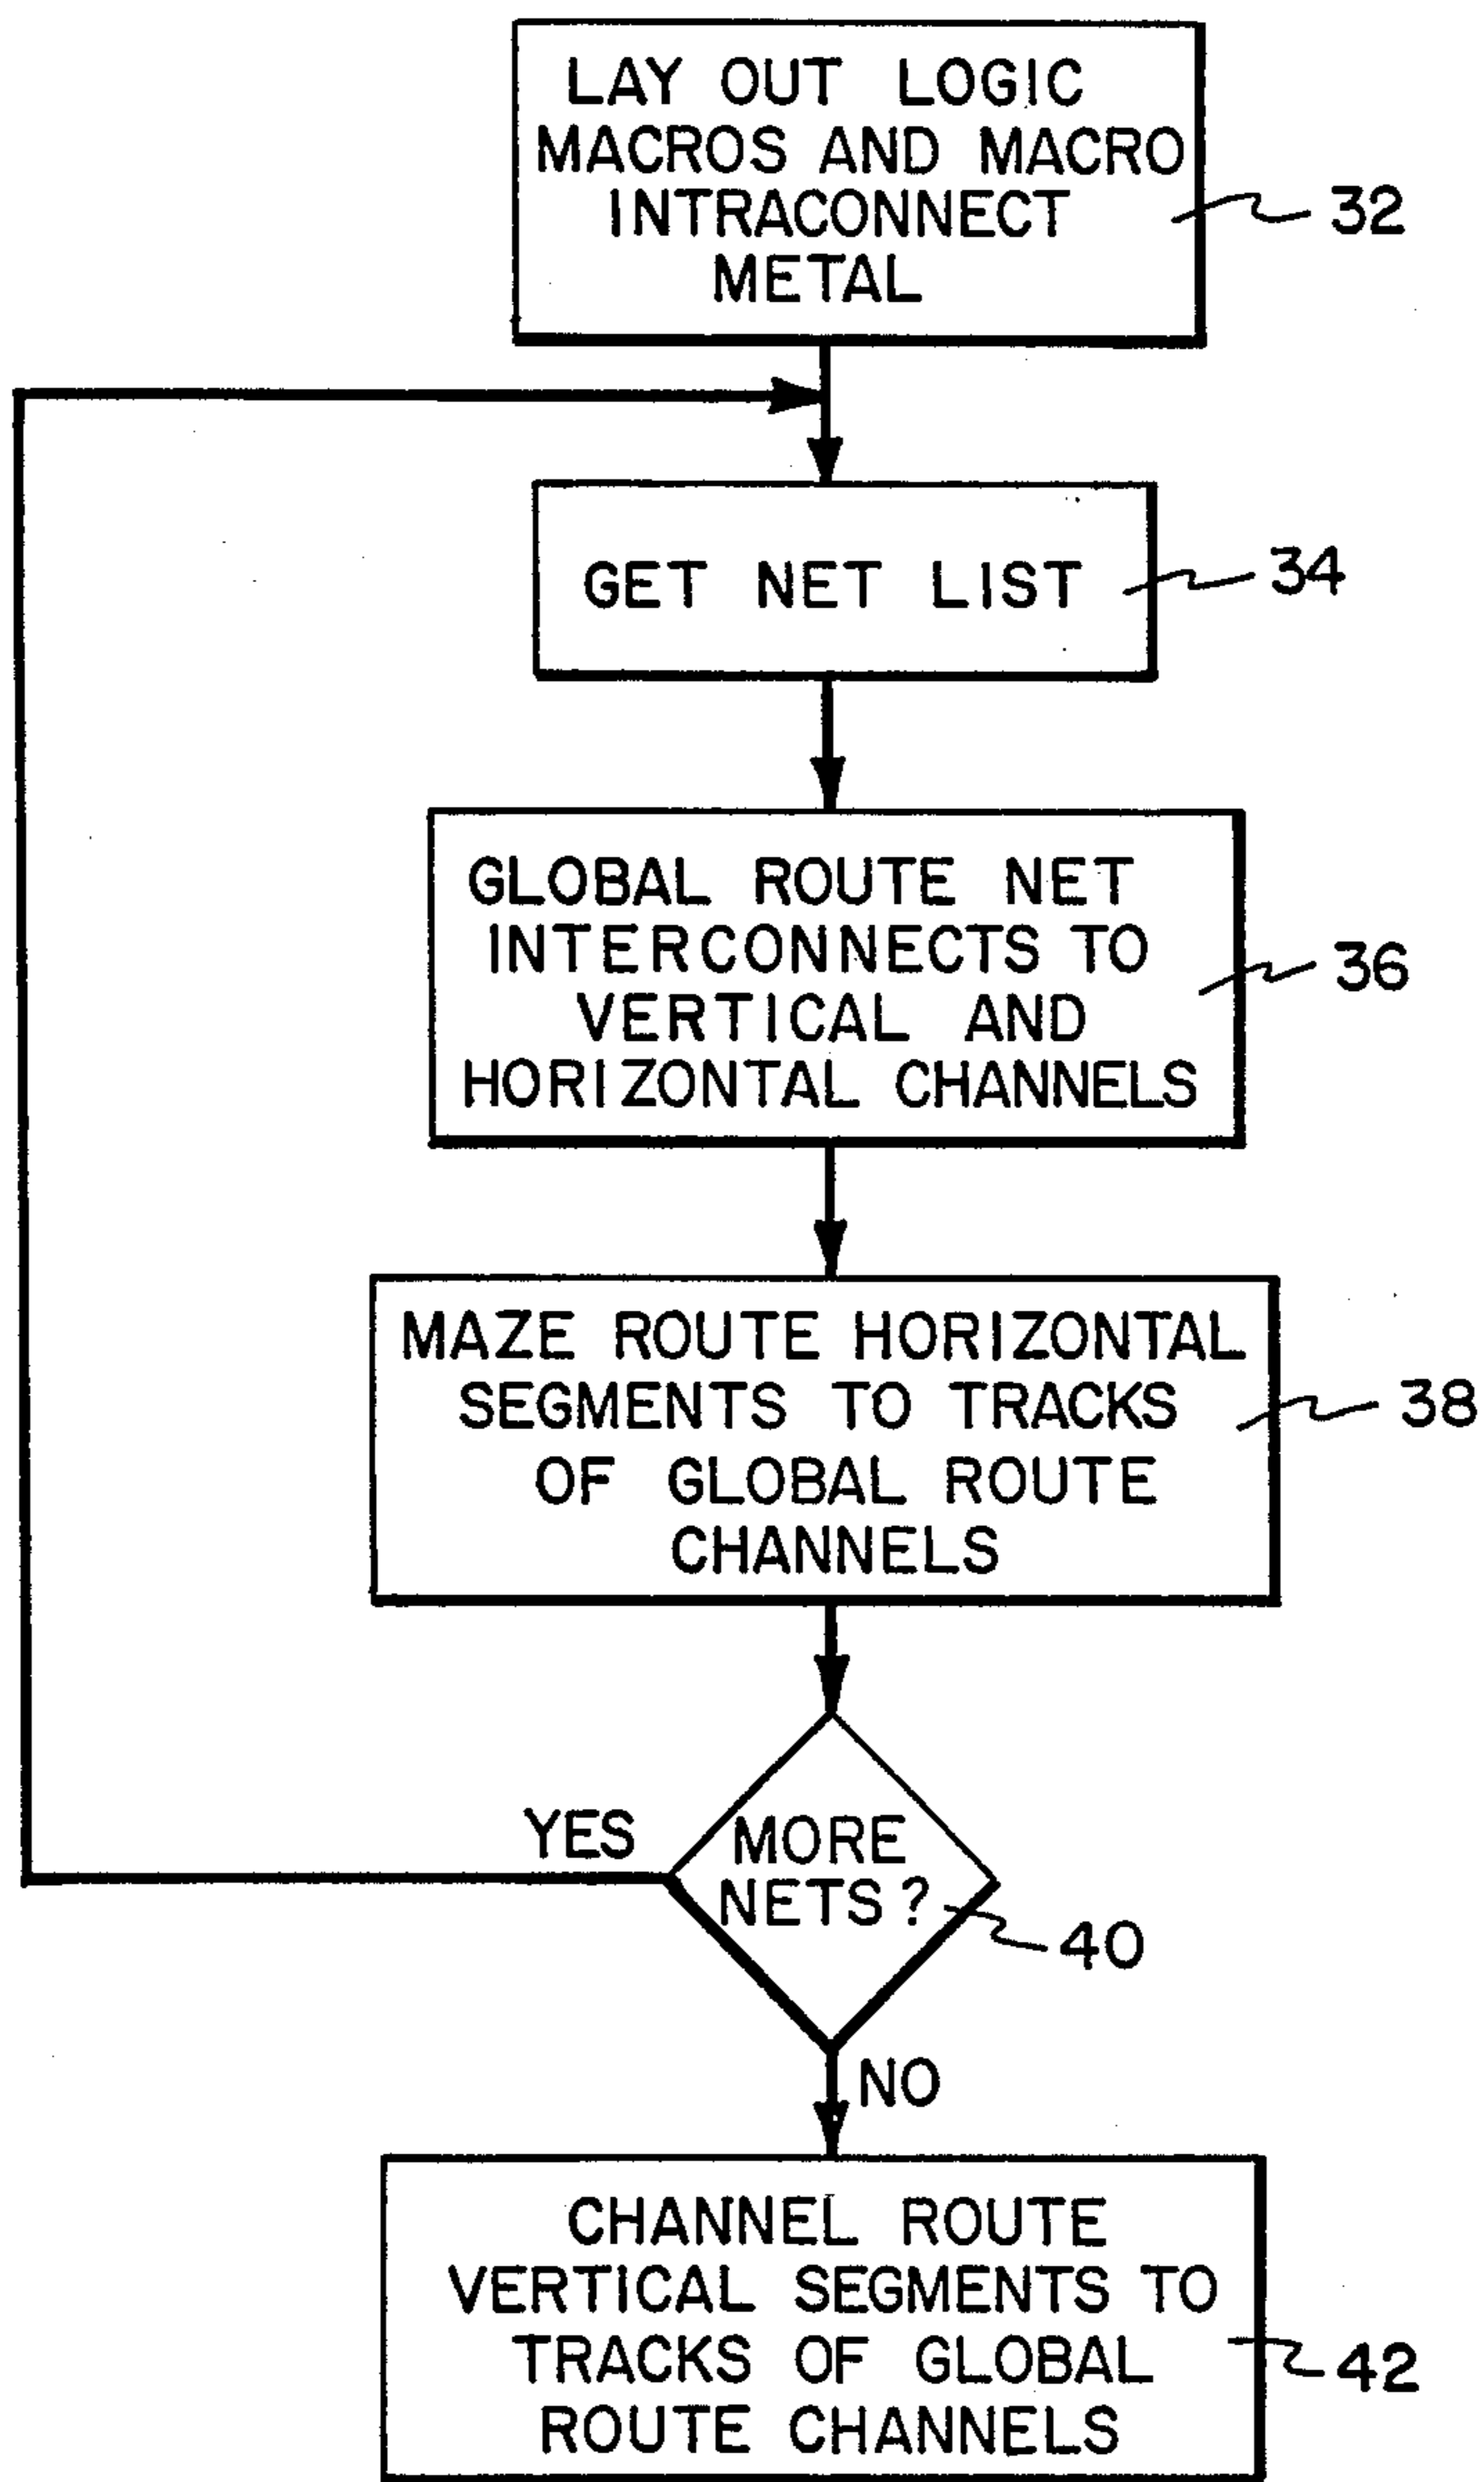 LAY OUT LOGIC
MACROS AND MACRO
INTRACONNECT
METAL
32
GET NET LIST
34
GLOBAL ROUTE NET
INTERCONNECTS TO
VERTICAL AND
HORIZONTAL CHANNELS
36
MAZE ROUTE HORIZONTAL
SEGMENTS TO TRACKS
OF GLOBAL ROUTE
CHANNELS
38
YES
MORE
NETS?
40
NO
CHANNEL ROUTE
VERTICAL SEGMENTS TO
TRACKS OF GLOBAL
ROUTE CHANNELS
42